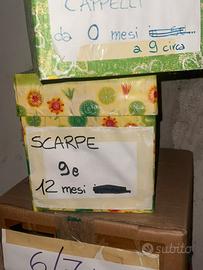 CAPPELLI
da 0 mesi
a 9 circa
SCARPE
9 e
12 mesi
6/7
subito